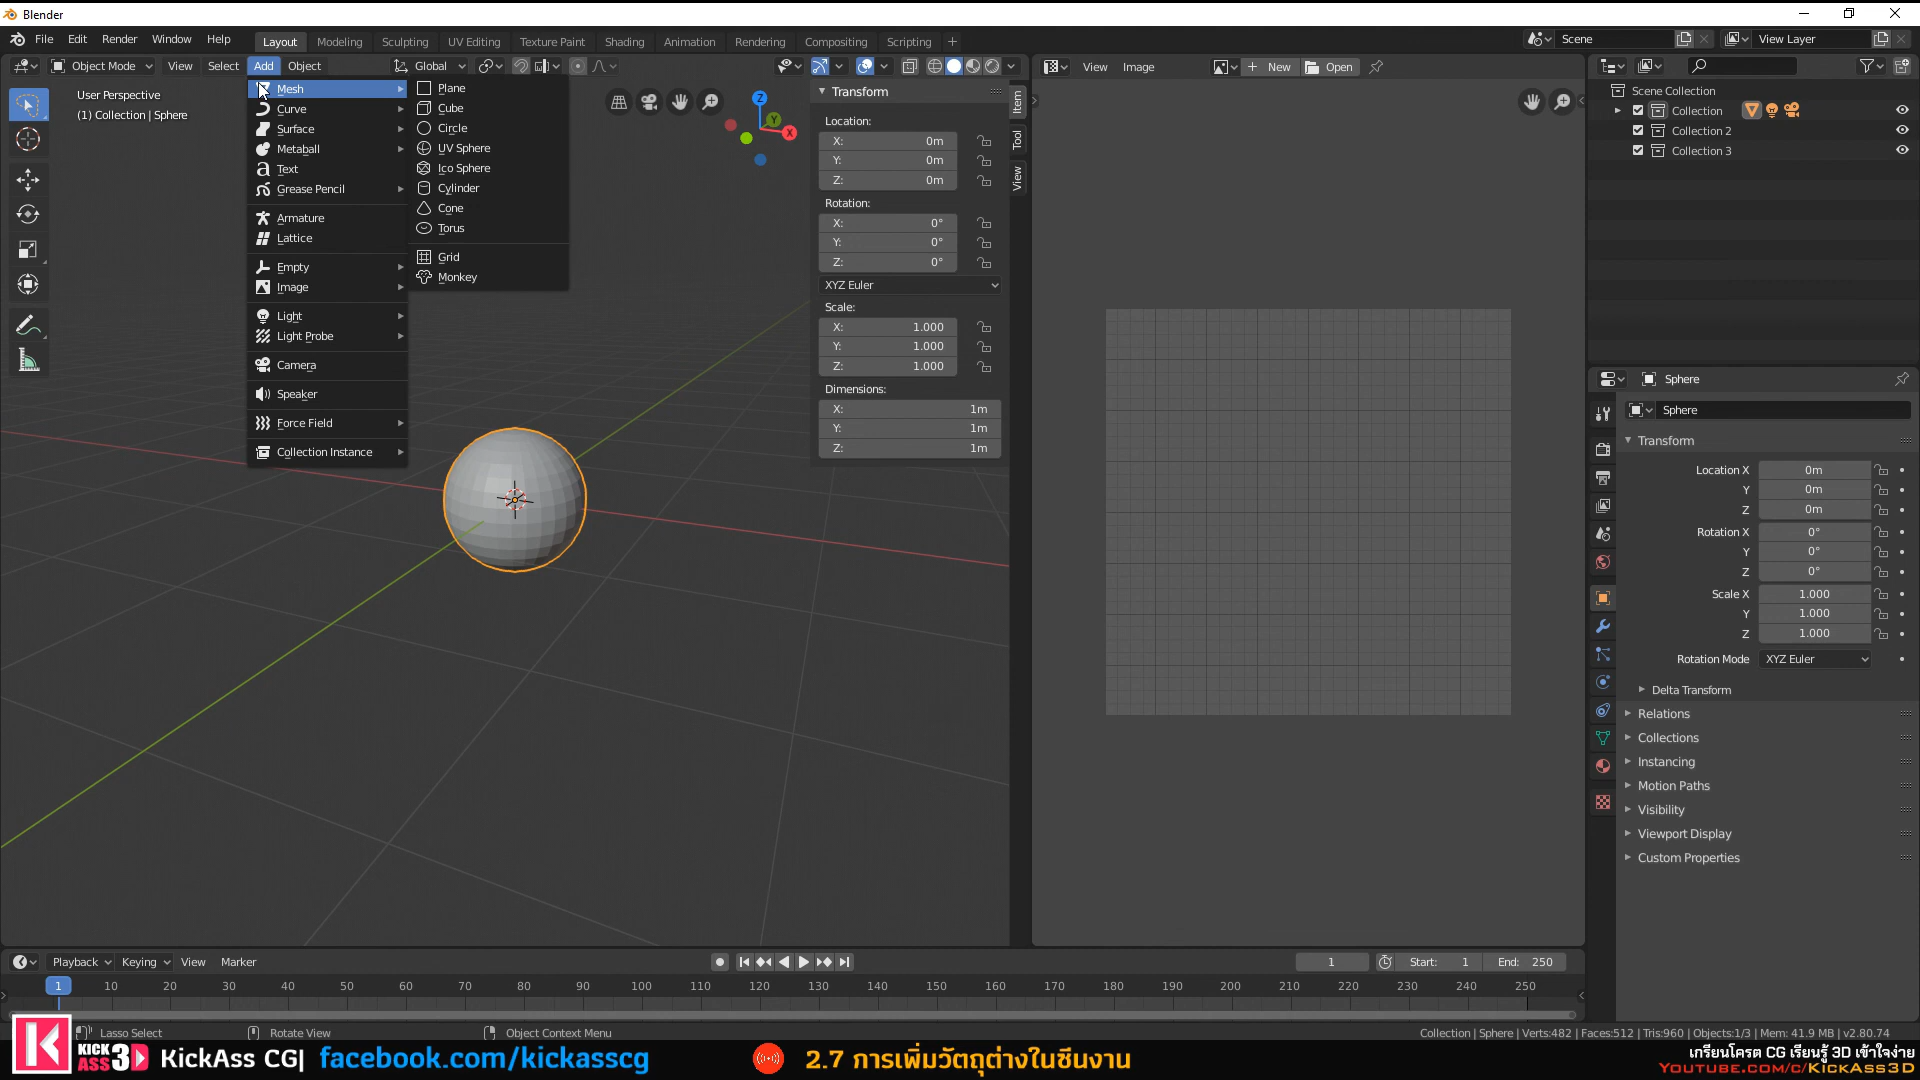 Blender
File Edit Render Window Help
Layout Modeling Sculpting UV Editing Texture Paint Shading Animation Rendering Compositing Scripting +
Scene
View Layer
Object Mode View Select Add Object
Global
View Image
New Open
User Perspective
(1) Collection | Sphere
Mesh
Curve
Surface
Metaball
Text
Grease Pencil
Armature
Lattice
Empty
Image
Light
Light Probe
Camera
Speaker
Force Field
Collection Instance
Plane
Cube
Circle
UV Sphere
Ico Sphere
Cylinder
Cone
Torus
Grid
Monkey
Z
Y
X
Transform
Location:
X: 0m
Y: 0m
Z: 0m
Rotation:
X: 0°
Y: 0°
Z: 0°
XYZ Euler
Scale:
X: 1.000
Y: 1.000
Z: 1.000
Dimensions:
X: 1m
Y: 1m
Z: 1m
Item
Tool
View
Scene Collection
Collection
Collection 2
Collection 3
Sphere
Sphere
Transform
Location X 0m
Y 0m
Z 0m
Rotation X 0°
Y 0°
Z 0°
Scale X 1.000
Y 1.000
Z 1.000
Rotation Mode XYZ Euler
Delta Transform
Relations
Collections
Instancing
Motion Paths
Visibility
Viewport Display
Custom Properties
Playback Keying View Marker
1 Start: 1 End: 250
1 10 20 30 40 50 60 70 80 90 100 110 120 130 140 150 160 170 180 190 200 210 220 230 240 250
Lasso Select Rotate View Object Context Menu
Collection | Sphere | Verts:482 | Faces:512 | Tris:960 | Objects:1/3 | Mem: 41.9 MB | v2.80.74
K KICK ASS 3D KickAss CG| facebook.com/kickasscg
2.7 การเพิ่มวัตถุต่างในซีนงาน
เกรียนโครต CG เรียนรู้ 3D เข้าใจง่าย
YOUTUBE.COM/C/KICKASS3D